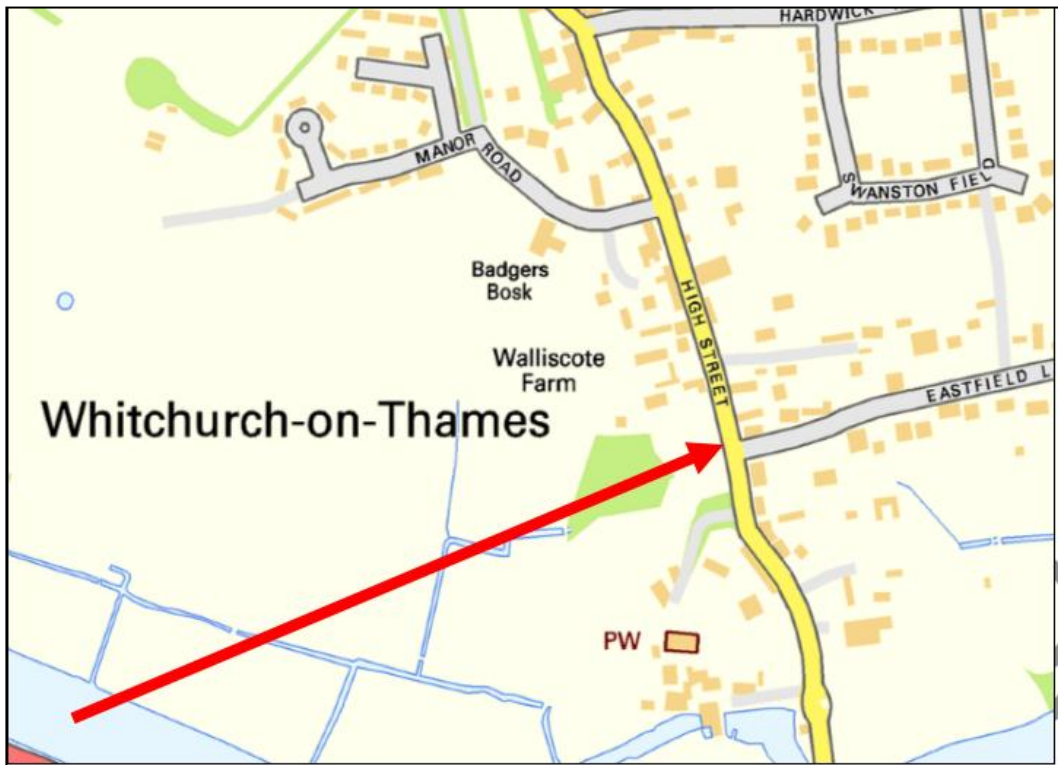 HARDWICK
MANOR ROAD
SWANSTON FIELD
Badgers
Bosk
HIGH STREET
Walliscote
Farm
EASTFIELD L
Whitchurch-on-Thames
PW